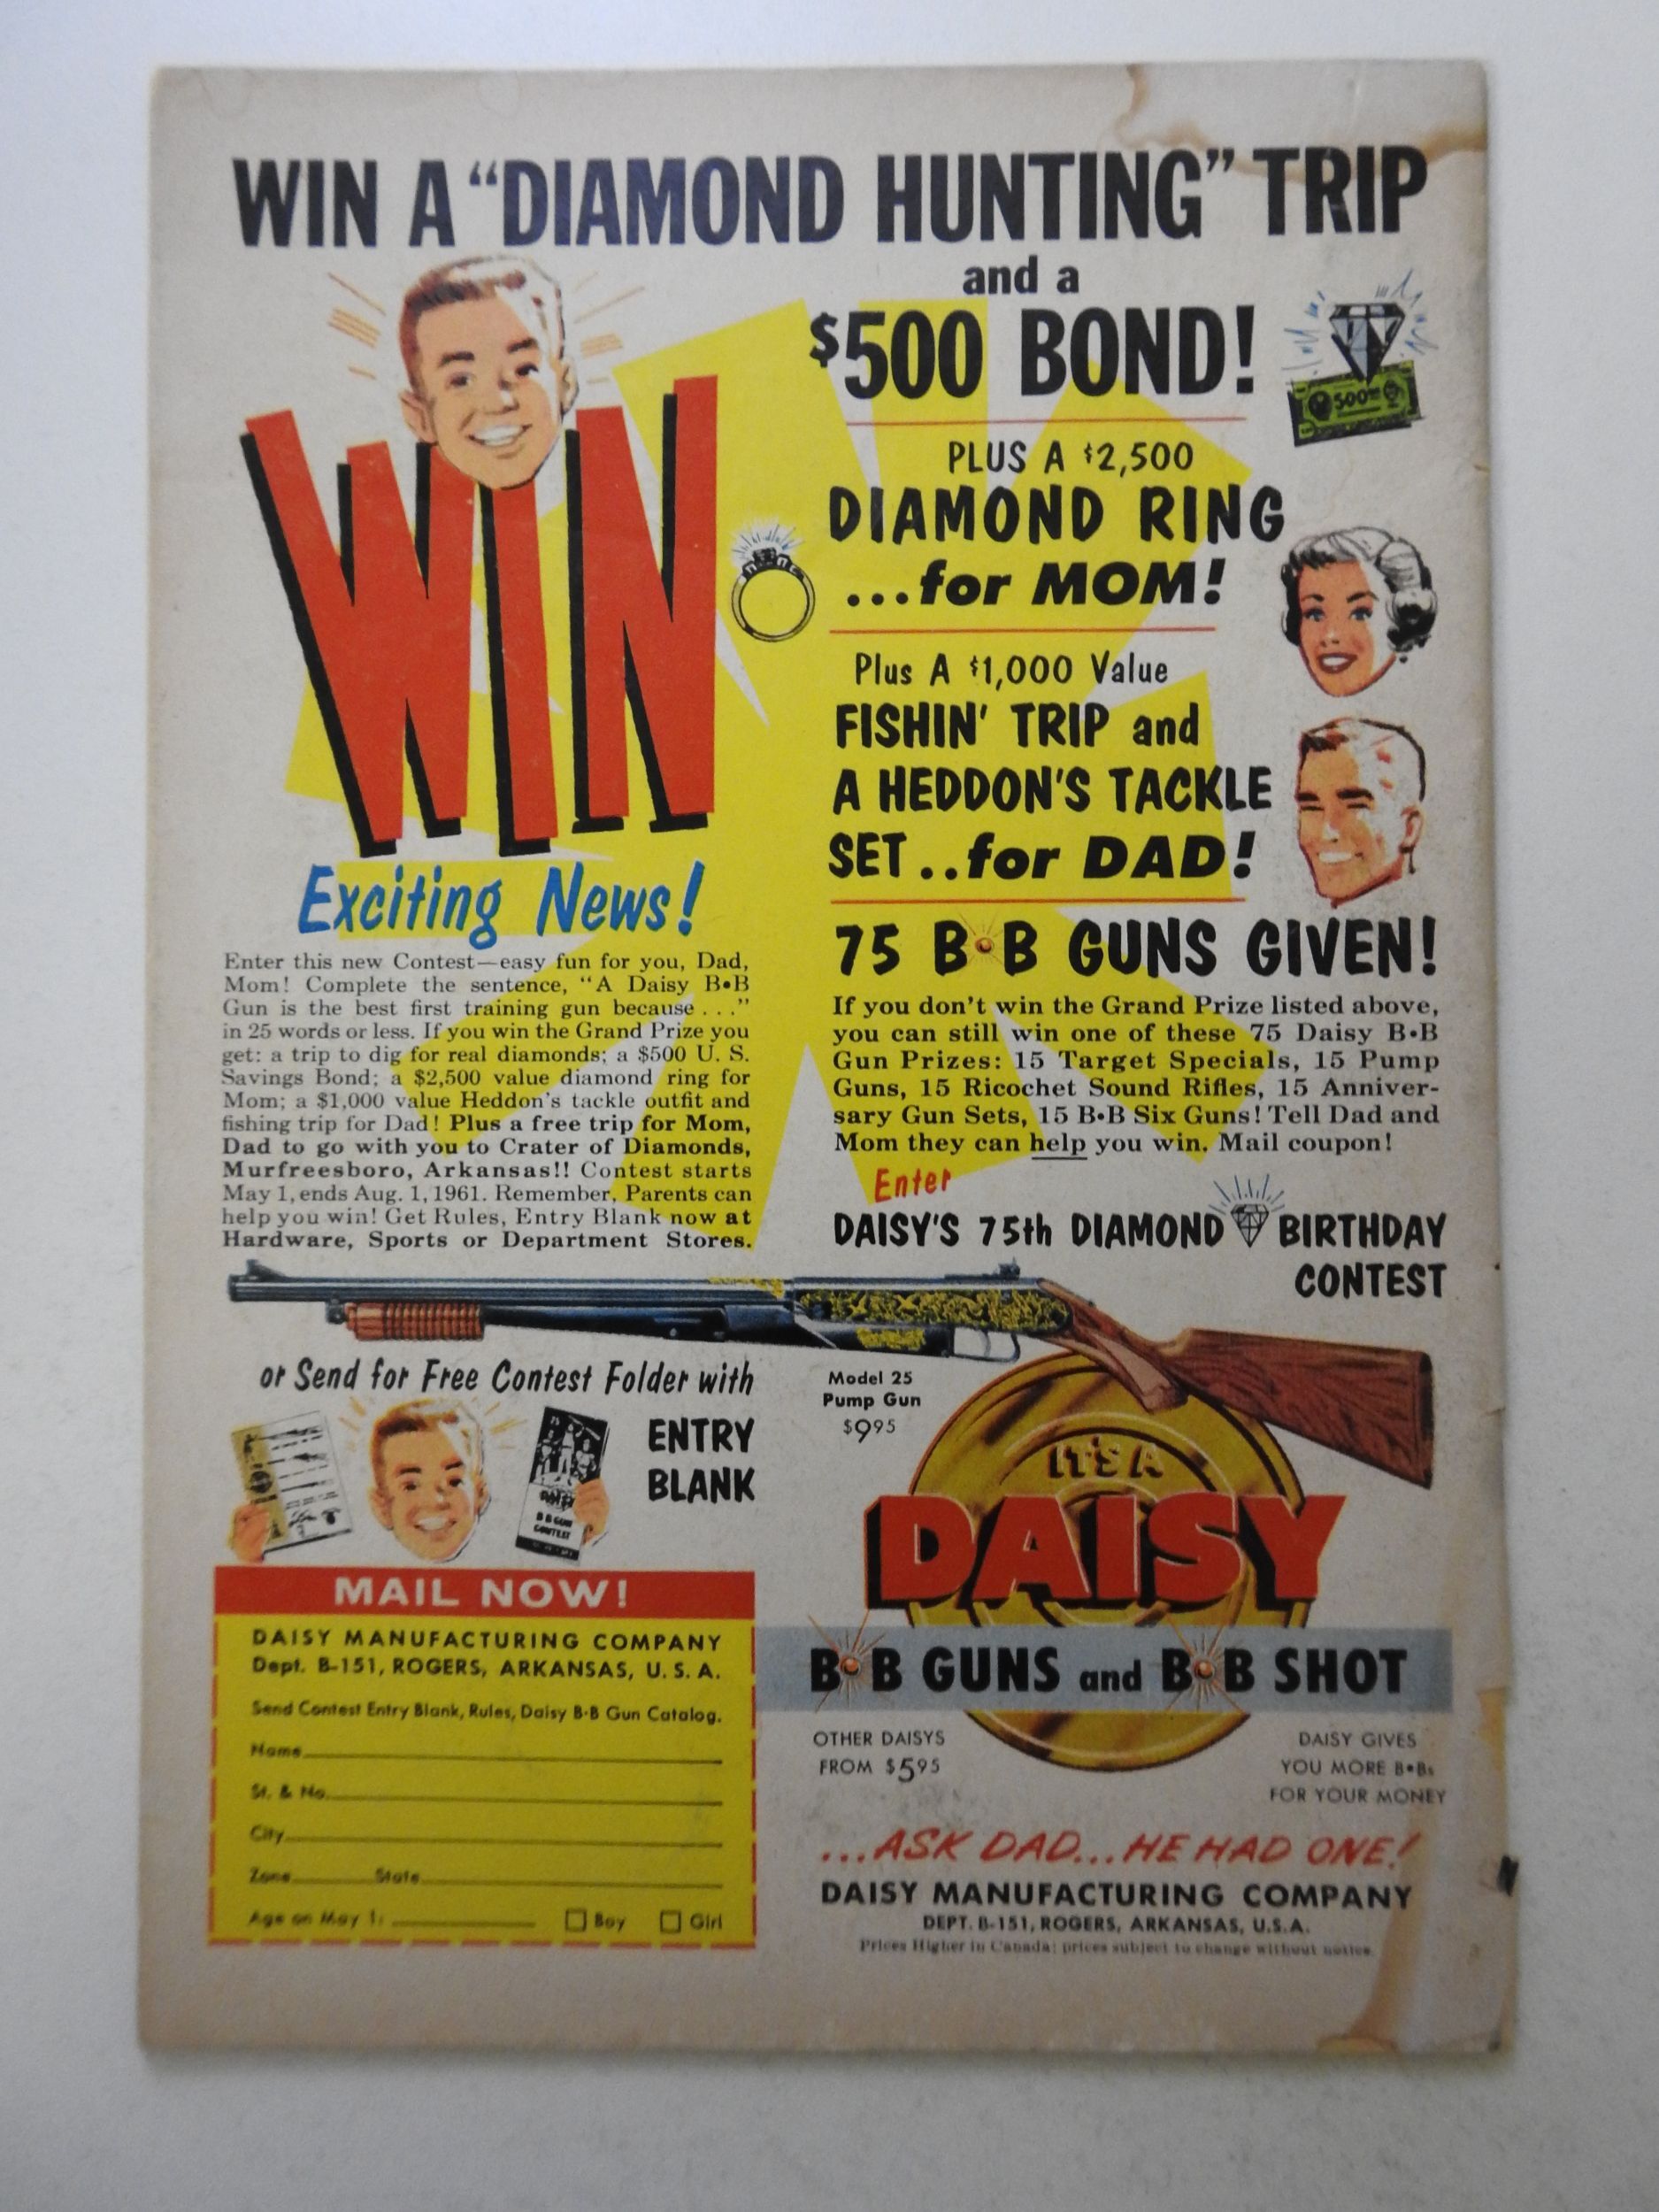 WIN A “DIAMOND HUNTING” TRIP
and a
$500 BOND!
500
PLUS A $2,500
DIAMOND RING
...for MOM!
Plus A $1,000 Value
FISHIN' TRIP and
A HEDDON'S TACKLE
SET..for DAD!
WIN
Exciting News!
Enter this new Contest—easy fun for you, Dad,
Mom! Complete the sentence, “A Daisy B•B
Gun is the best first training gun because . . .”
in 25 words or less. If you win the Grand Prize you
get: a trip to dig for real diamonds; a $500 U. S.
Savings Bond; a $2,500 value diamond ring for
Mom; a $1,000 value Heddon's tackle outfit and
fishing trip for Dad! Plus a free trip for Mom,
Dad to go with you to Crater of Diamonds,
Murfreesboro, Arkansas!! Contest starts
May 1, ends Aug. 1, 1961. Remember, Parents can
help you win! Get Rules, Entry Blank now at
Hardware, Sports or Department Stores.
75 B•B GUNS GIVEN!
If you don't win the Grand Prize listed above,
you can still win one of these 75 Daisy B•B
Gun Prizes: 15 Target Specials, 15 Pump
Guns, 15 Ricochet Sound Rifles, 15 Anniver-
sary Gun Sets, 15 B•B Six Guns! Tell Dad and
Mom they can help you win. Mail coupon!
Enter
DAISY'S 75th DIAMOND BIRTHDAY
CONTEST
or Send for Free Contest Folder with
ENTRY
BLANK
75
DAISY
B B GUN
CONTEST
Model 25
Pump Gun
$995
IT'S A
DAISY
B•B GUNS and B•B SHOT
OTHER DAISYS
FROM $595
DAISY GIVES
YOU MORE B•Bs
FOR YOUR MONEY
...ASK DAD...HE HAD ONE!
DAISY MANUFACTURING COMPANY
DEPT. B-151, ROGERS, ARKANSAS, U.S.A.
Prices Higher in Canada; prices subject to change without notice.
MAIL NOW!
DAISY MANUFACTURING COMPANY
Dept. B-151, ROGERS, ARKANSAS, U. S. A.
Send Contest Entry Blank, Rules, Daisy B·B Gun Catalog.
Name
St. & No.
City
Zone State
Age on May 1: Boy Girl